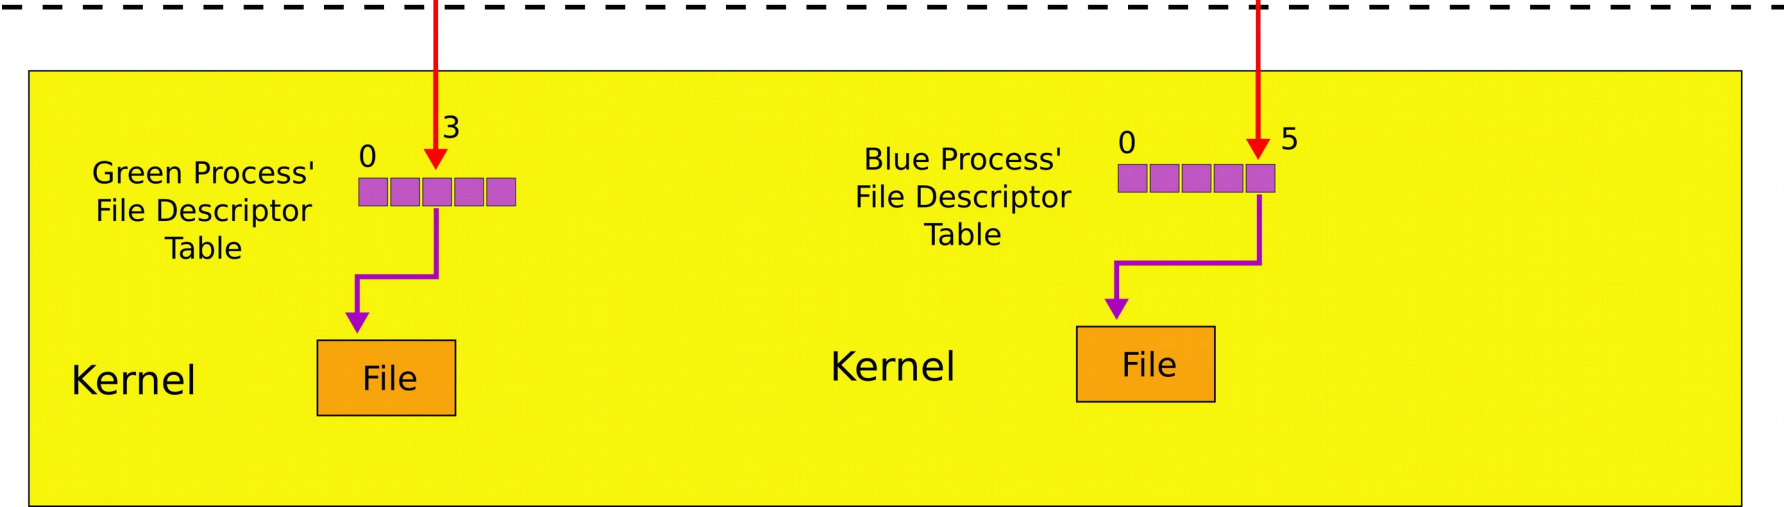 3
0
Green Process'
File Descriptor
Table
Kernel
File
0
5
Blue Process'
File Descriptor
Table
Kernel
File